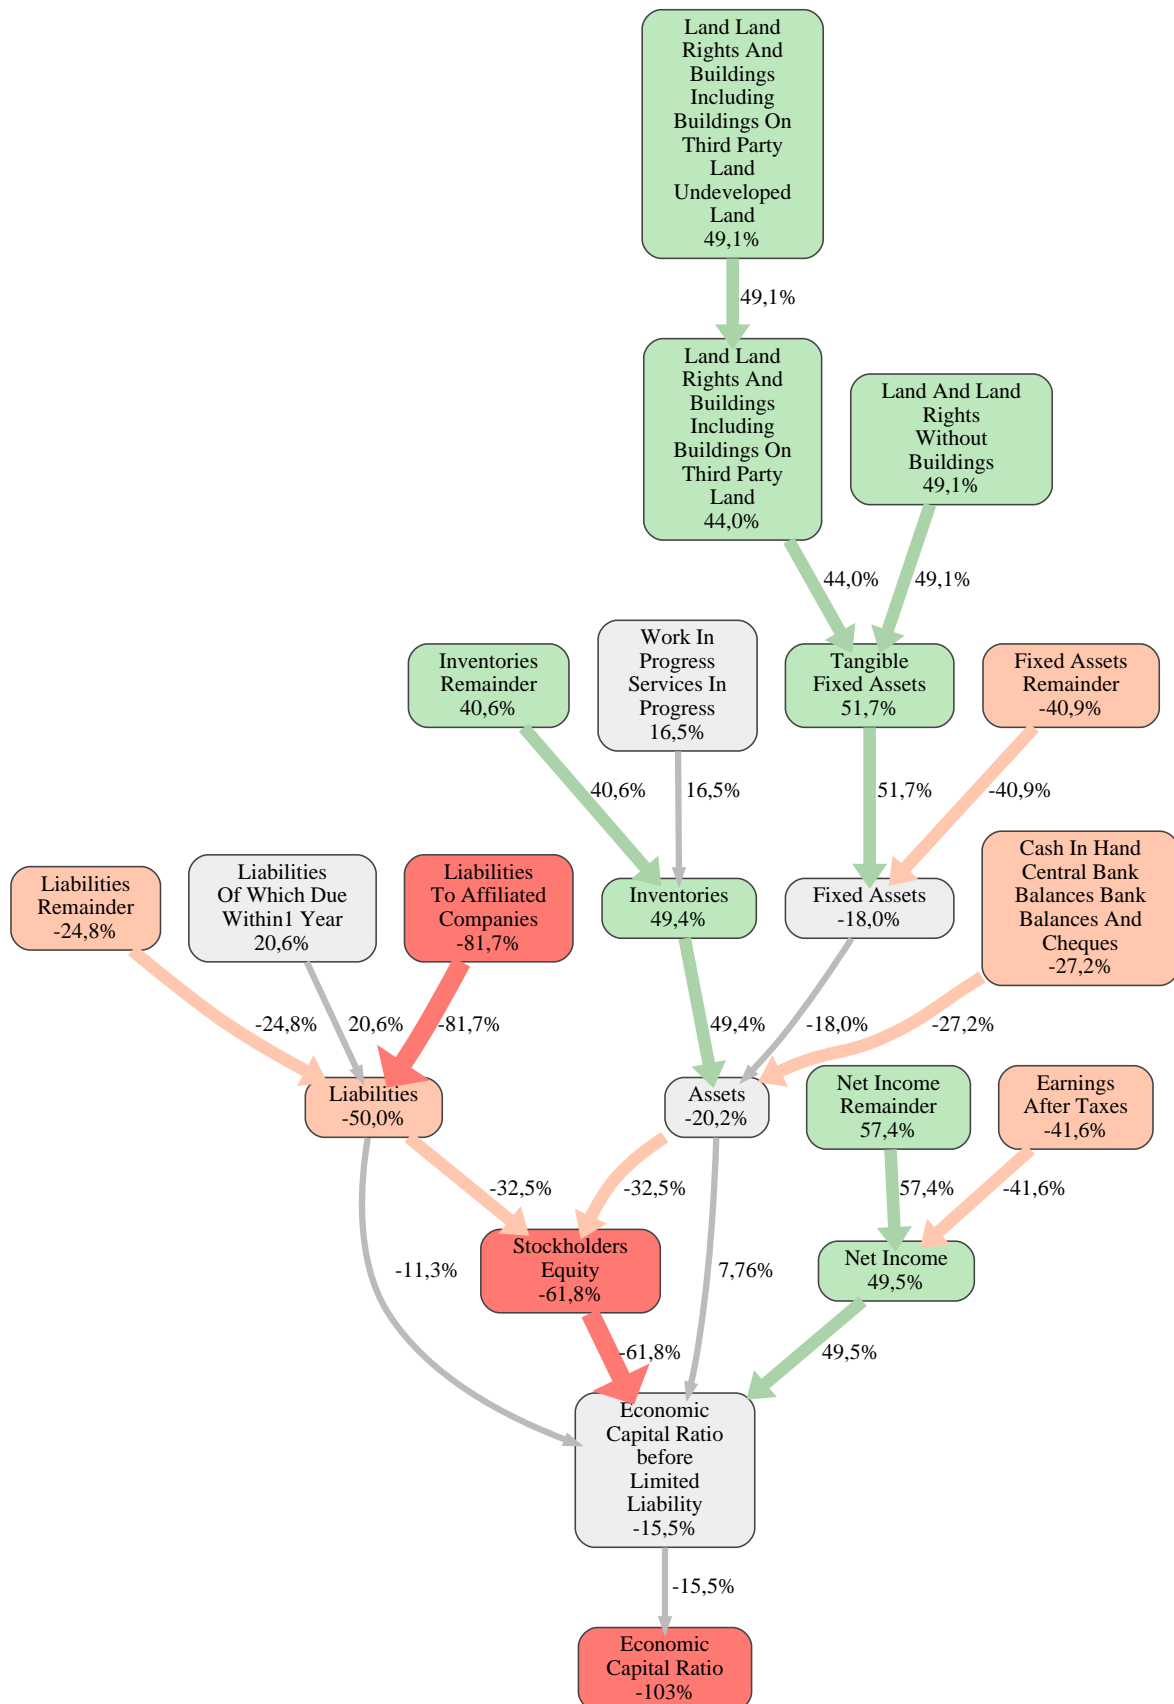 Land Land
Rights And
Buildings
Including
Buildings On
Third Party
Land
Undeveloped
Land
49,1%
49,1%
Land Land
Rights And
Buildings
Including
Buildings On
Third Party
Land
44,0%
Land And Land
Rights
Without
Buildings
49,1%
44,0%
49,1%
Inventories
Remainder
40,6%
Work In
Progress
Services In
Progress
16,5%
Tangible
Fixed Assets
51,7%
Fixed Assets
Remainder
-40,9%
40,6%
16,5%
51,7%
-40,9%
Liabilities
Remainder
-24,8%
Liabilities
Of Which Due
Within1 Year
20,6%
Liabilities
To Affiliated
Companies
-81,7%
Inventories
49,4%
Fixed Assets
-18,0%
Cash In Hand
Central Bank
Balances Bank
Balances And
Cheques
-27,2%
-24,8%
20,6%
-81,7%
49,4%
-18,0%
-27,2%
Liabilities
-50,0%
Assets
-20,2%
Net Income
Remainder
57,4%
Earnings
After Taxes
-41,6%
-32,5%
-32,5%
57,4%
-41,6%
-11,3%
Stockholders
Equity
-61,8%
7,76%
Net Income
49,5%
-61,8%
49,5%
Economic
Capital Ratio
before
Limited
Liability
-15,5%
-15,5%
Economic
Capital Ratio
-103%